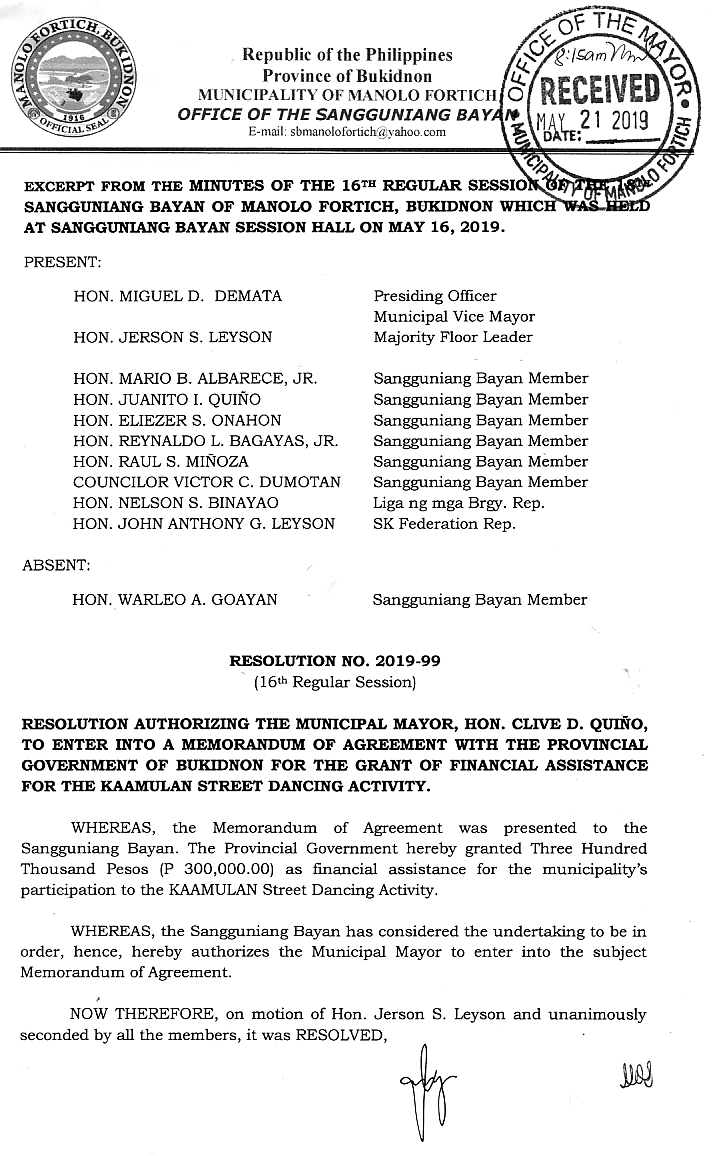 MANOLO FORTICH, BUKIDNON
1916
OFFICIAL SEAL
Republic of the Philippines
Province of Bukidnon
MUNICIPALITY OF MANOLO FORTICH
OFFICE OF THE SANGGUNIANG BAYAN
E-mail: sbmanolofortich@yahoo.com
OFFICE OF THE MAYOR
8:15am
RECEIVED
MAY 21 2019
DATE:
MUNICIPALITY OF MANOLO FORTICH
EXCERPT FROM THE MINUTES OF THE 16TH REGULAR SESSION OF THE
SANGGUNIANG BAYAN OF MANOLO FORTICH, BUKIDNON WHICH WAS HELD
AT SANGGUNIANG BAYAN SESSION HALL ON MAY 16, 2019.
PRESENT:
HON. MIGUEL D. DEMATA Presiding Officer
Municipal Vice Mayor
HON. JERSON S. LEYSON Majority Floor Leader
HON. MARIO B. ALBARECE, JR. Sangguniang Bayan Member
HON. JUANITO I. QUIÑO Sangguniang Bayan Member
HON. ELIEZER S. ONAHON Sangguniang Bayan Member
HON. REYNALDO L. BAGAYAS, JR. Sangguniang Bayan Member
HON. RAUL S. MIÑOZA Sangguniang Bayan Member
COUNCILOR VICTOR C. DUMOTAN Sangguniang Bayan Member
HON. NELSON S. BINAYAO Liga ng mga Brgy. Rep.
HON. JOHN ANTHONY G. LEYSON SK Federation Rep.
ABSENT:
HON. WARLEO A. GOAYAN Sangguniang Bayan Member
RESOLUTION NO. 2019-99
(16th Regular Session)
RESOLUTION AUTHORIZING THE MUNICIPAL MAYOR, HON. CLIVE D. QUIÑO,
TO ENTER INTO A MEMORANDUM OF AGREEMENT WITH THE PROVINCIAL
GOVERNMENT OF BUKIDNON FOR THE GRANT OF FINANCIAL ASSISTANCE
FOR THE KAAMULAN STREET DANCING ACTIVITY.
WHEREAS, the Memorandum of Agreement was presented to the
Sangguniang Bayan. The Provincial Government hereby granted Three Hundred
Thousand Pesos (P 300,000.00) as financial assistance for the municipality's
participation to the KAAMULAN Street Dancing Activity.
WHEREAS, the Sangguniang Bayan has considered the undertaking to be in
order, hence, hereby authorizes the Municipal Mayor to enter into the subject
Memorandum of Agreement.
NOW THEREFORE, on motion of Hon. Jerson S. Leyson and unanimously
seconded by all the members, it was RESOLVED,